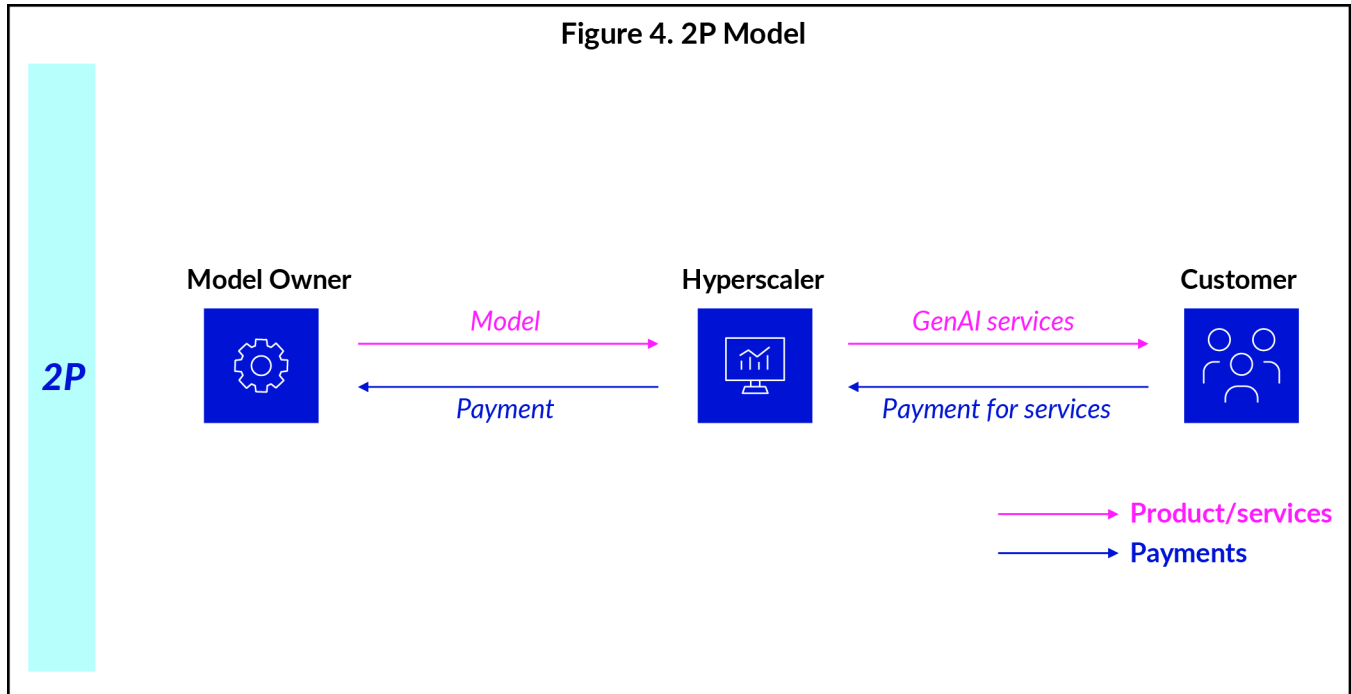 Figure 4. 2P Model
2P
Model Owner
Hyperscaler
Customer
Model
GenAI services
Payment
Payment for services
Product/services
Payments